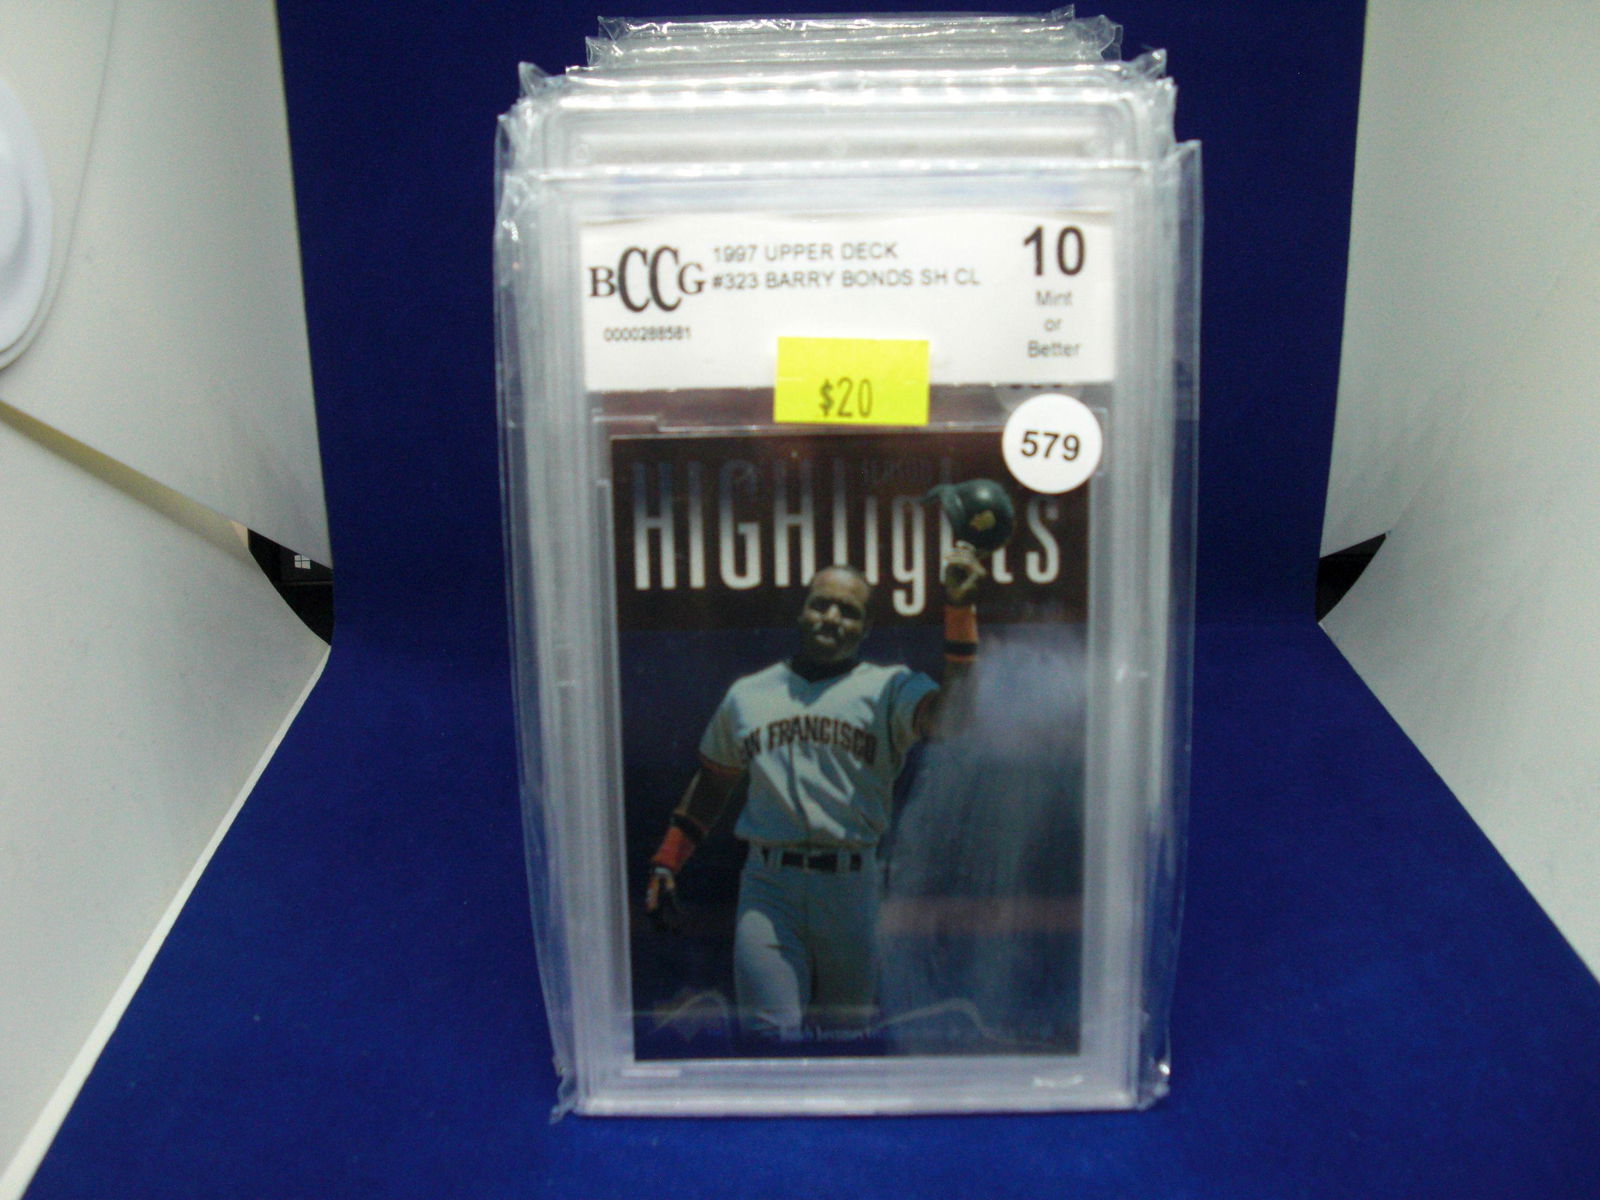 BCCG
1997 UPPER DECK
#323 BARRY BONDS SH CL
0000288581
10
Mint
or
Better
$20
579
HIGHlights
SAN FRANCISCO